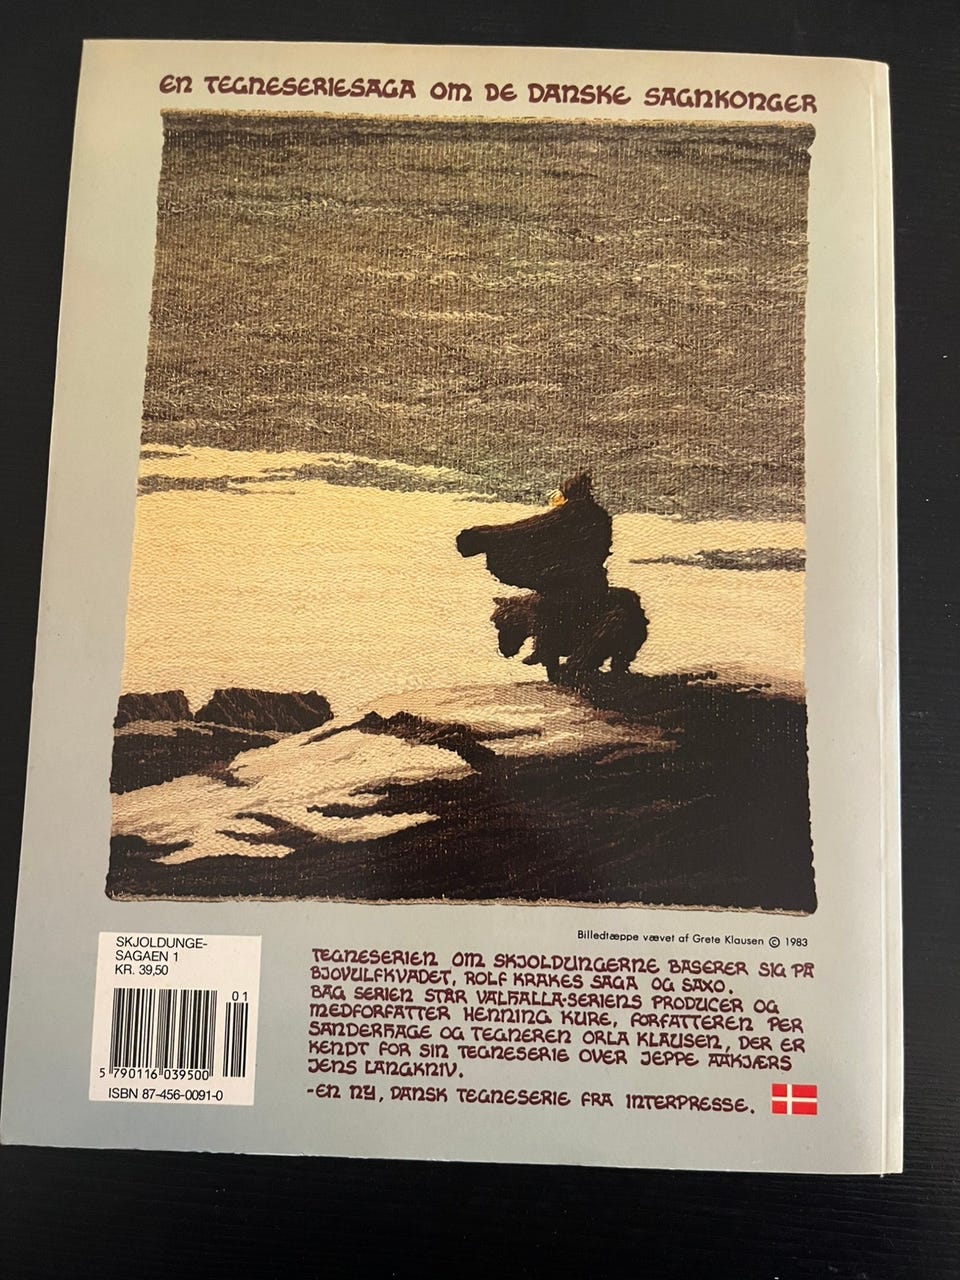 EN TEGNESERIESAGA OM DE DANSKE SAGNKONGER
Billedtæppe vævet af Grete Klausen © 1983
SKJOLDUNGE-
SAGAEN 1
KR. 39,50
01
5 790116 039500
ISBN 87-456-0091-0
TEGNESERIEN OM SKJOLDUNGERNE BASERER SIG PÅ
BJOVULFKVADET, ROLF KRAKES SAGA OG SAXO.
BAG SERIEN STÅR VALHALLA-SERIENS PRODUCER OG
MEDFORFATTER HENNING KURE, FORFATTEREN PER
SANDERHAGE OG TEGNEREN ORLA KLAUSEN, DER ER
KENDT FOR SIN TEGNESERIE OVER JEPPE AAKJÆRS
JENS LANGKNIV.
-EN NY, DANSK TEGNESERIE FRA INTERPRESSE.